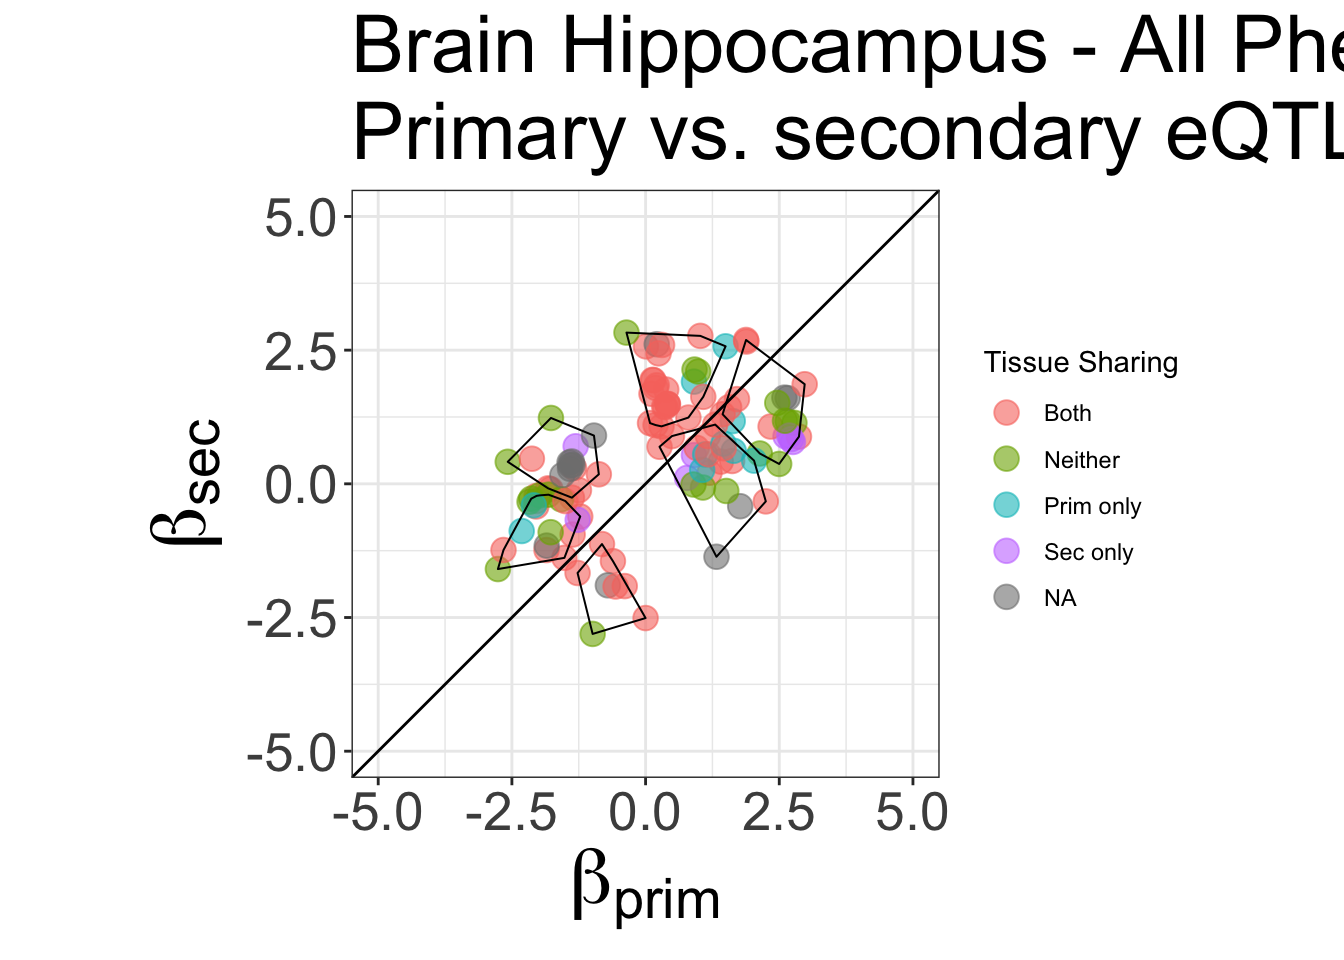 Brain Hippocampus - All Phe
Primary vs. secondary eQTL
5.0
2.5
0.0
-2.5
-5.0
βsec
-5.0 -2.5 0.0 2.5 5.0
βprim
Tissue Sharing
Both
Neither
Prim only
Sec only
NA